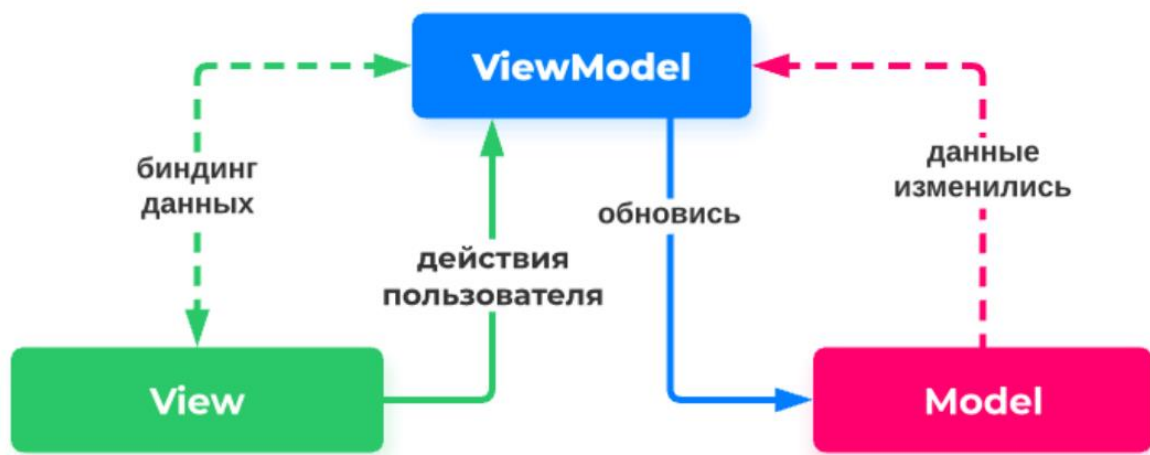 ViewModel
биндинг
данных
данные
изменились
обновись
действия
пользователя
View
Model